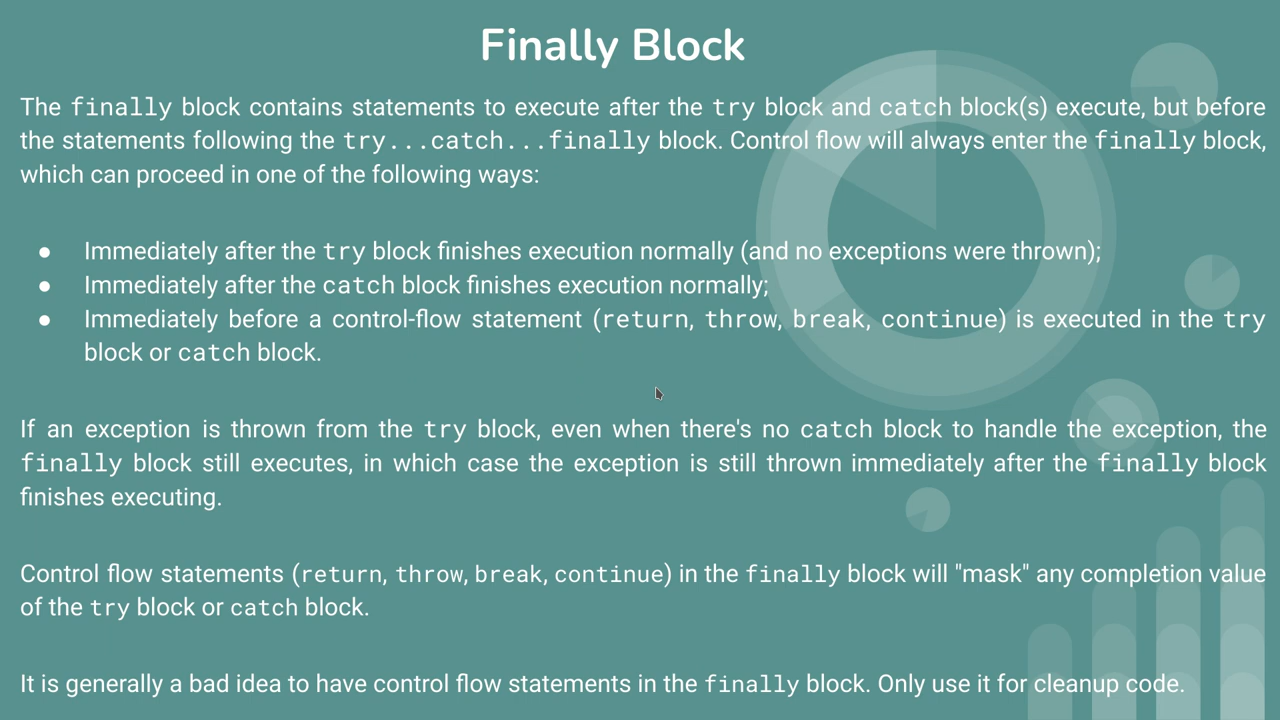 Finally Block
The finally block contains statements to execute after the try block and catch block(s) execute, but before
the statements following the try...catch...finally block. Control flow will always enter the finally block,
which can proceed in one of the following ways:
● Immediately after the try block finishes execution normally (and no exceptions were thrown);
● Immediately after the catch block finishes execution normally;
● Immediately before a control-flow statement (return, throw, break, continue) is executed in the try
block or catch block.
If an exception is thrown from the try block, even when there's no catch block to handle the exception, the
finally block still executes, in which case the exception is still thrown immediately after the finally block
finishes executing.
Control flow statements (return, throw, break, continue) in the finally block will "mask" any completion value
of the try block or catch block.
It is generally a bad idea to have control flow statements in the finally block. Only use it for cleanup code.